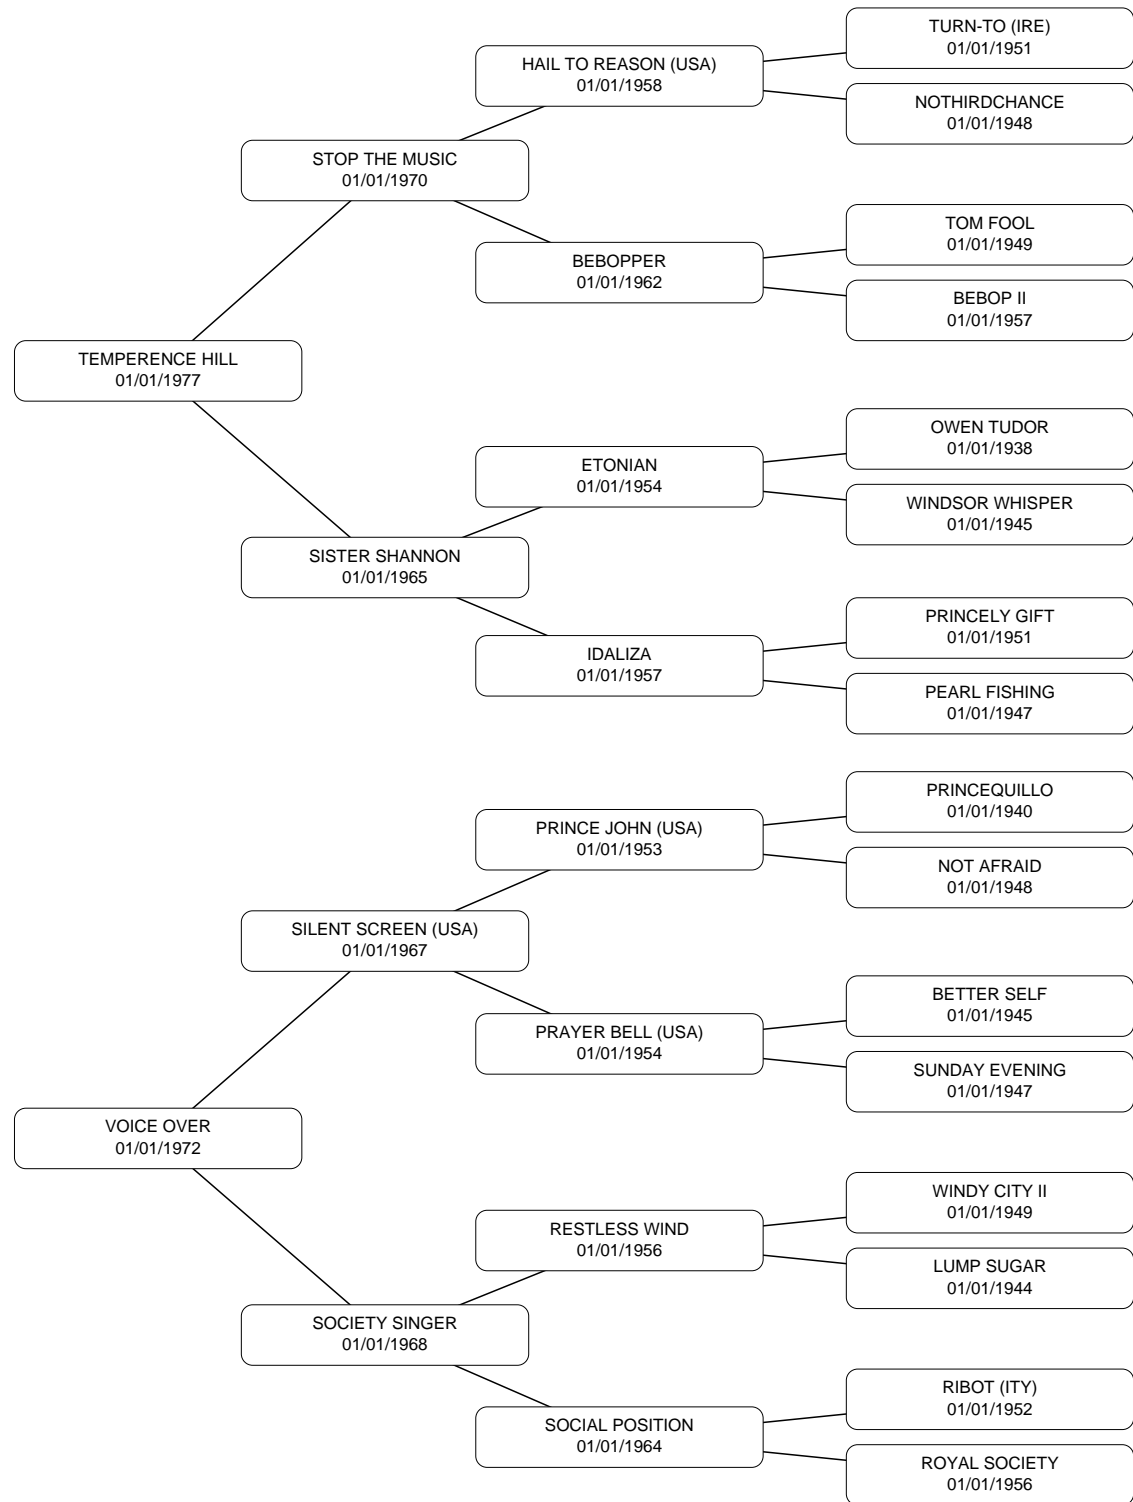 TURN-TO (IRE)
01/01/1951
HAIL TO REASON (USA)
01/01/1958
NOTHIRDCHANCE
01/01/1948
STOP THE MUSIC
01/01/1970
TOM FOOL
01/01/1949
BEBOPPER
01/01/1962
BEBOP II
01/01/1957
TEMPERENCE HILL
01/01/1977
OWEN TUDOR
01/01/1938
ETONIAN
01/01/1954
WINDSOR WHISPER
01/01/1945
SISTER SHANNON
01/01/1965
PRINCELY GIFT
01/01/1951
IDALIZA
01/01/1957
PEARL FISHING
01/01/1947
PRINCEQUILLO
01/01/1940
PRINCE JOHN (USA)
01/01/1953
NOT AFRAID
01/01/1948
SILENT SCREEN (USA)
01/01/1967
BETTER SELF
01/01/1945
PRAYER BELL (USA)
01/01/1954
SUNDAY EVENING
01/01/1947
VOICE OVER
01/01/1972
WINDY CITY II
01/01/1949
RESTLESS WIND
01/01/1956
LUMP SUGAR
01/01/1944
SOCIETY SINGER
01/01/1968
RIBOT (ITY)
01/01/1952
SOCIAL POSITION
01/01/1964
ROYAL SOCIETY
01/01/1956